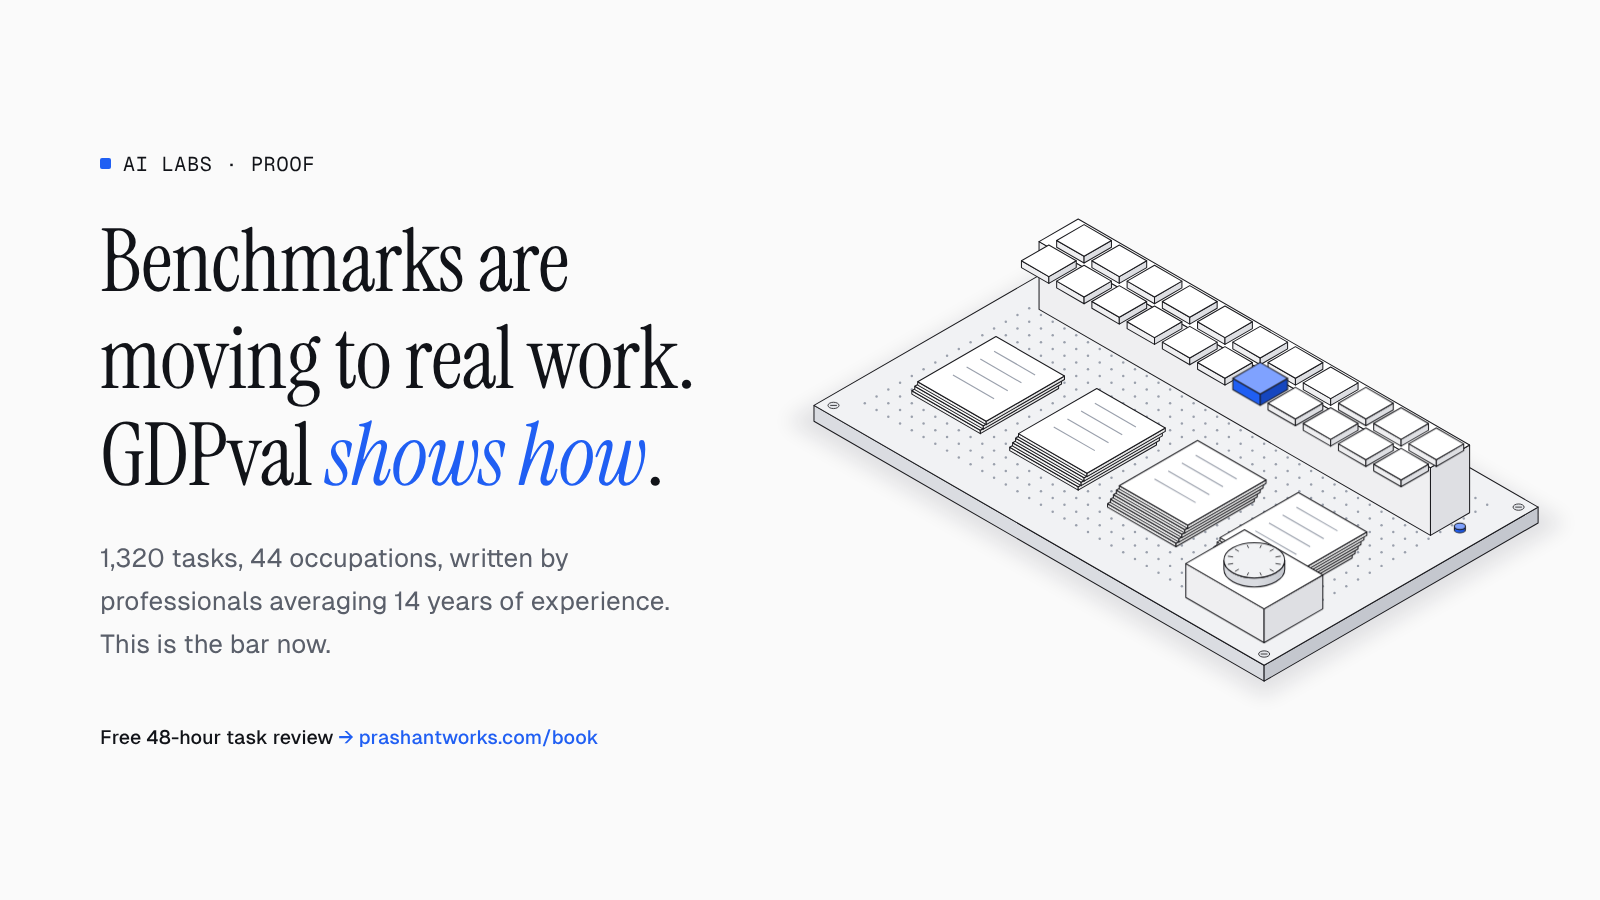 AI LABS · PROOF
Benchmarks are
moving to real work.
GDPval shows how.
1,320 tasks, 44 occupations, written by
professionals averaging 14 years of experience.
This is the bar now.
Free 48-hour task review → prashantworks.com/book